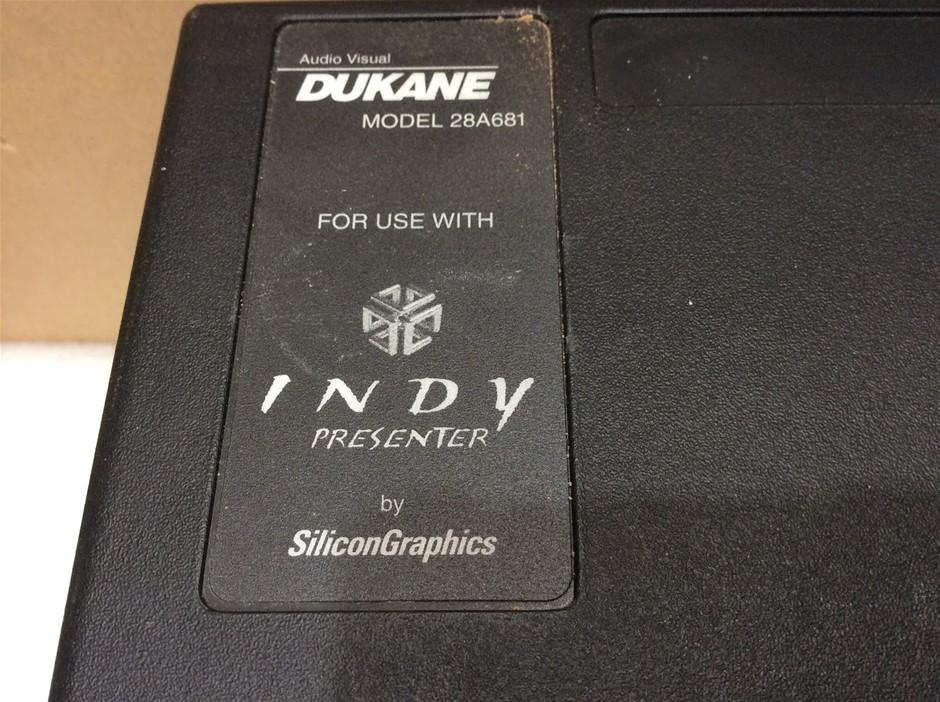 Audio Visual
DUKANE
MODEL 28A681
FOR USE WITH
INDY
PRESENTER
by
SiliconGraphics